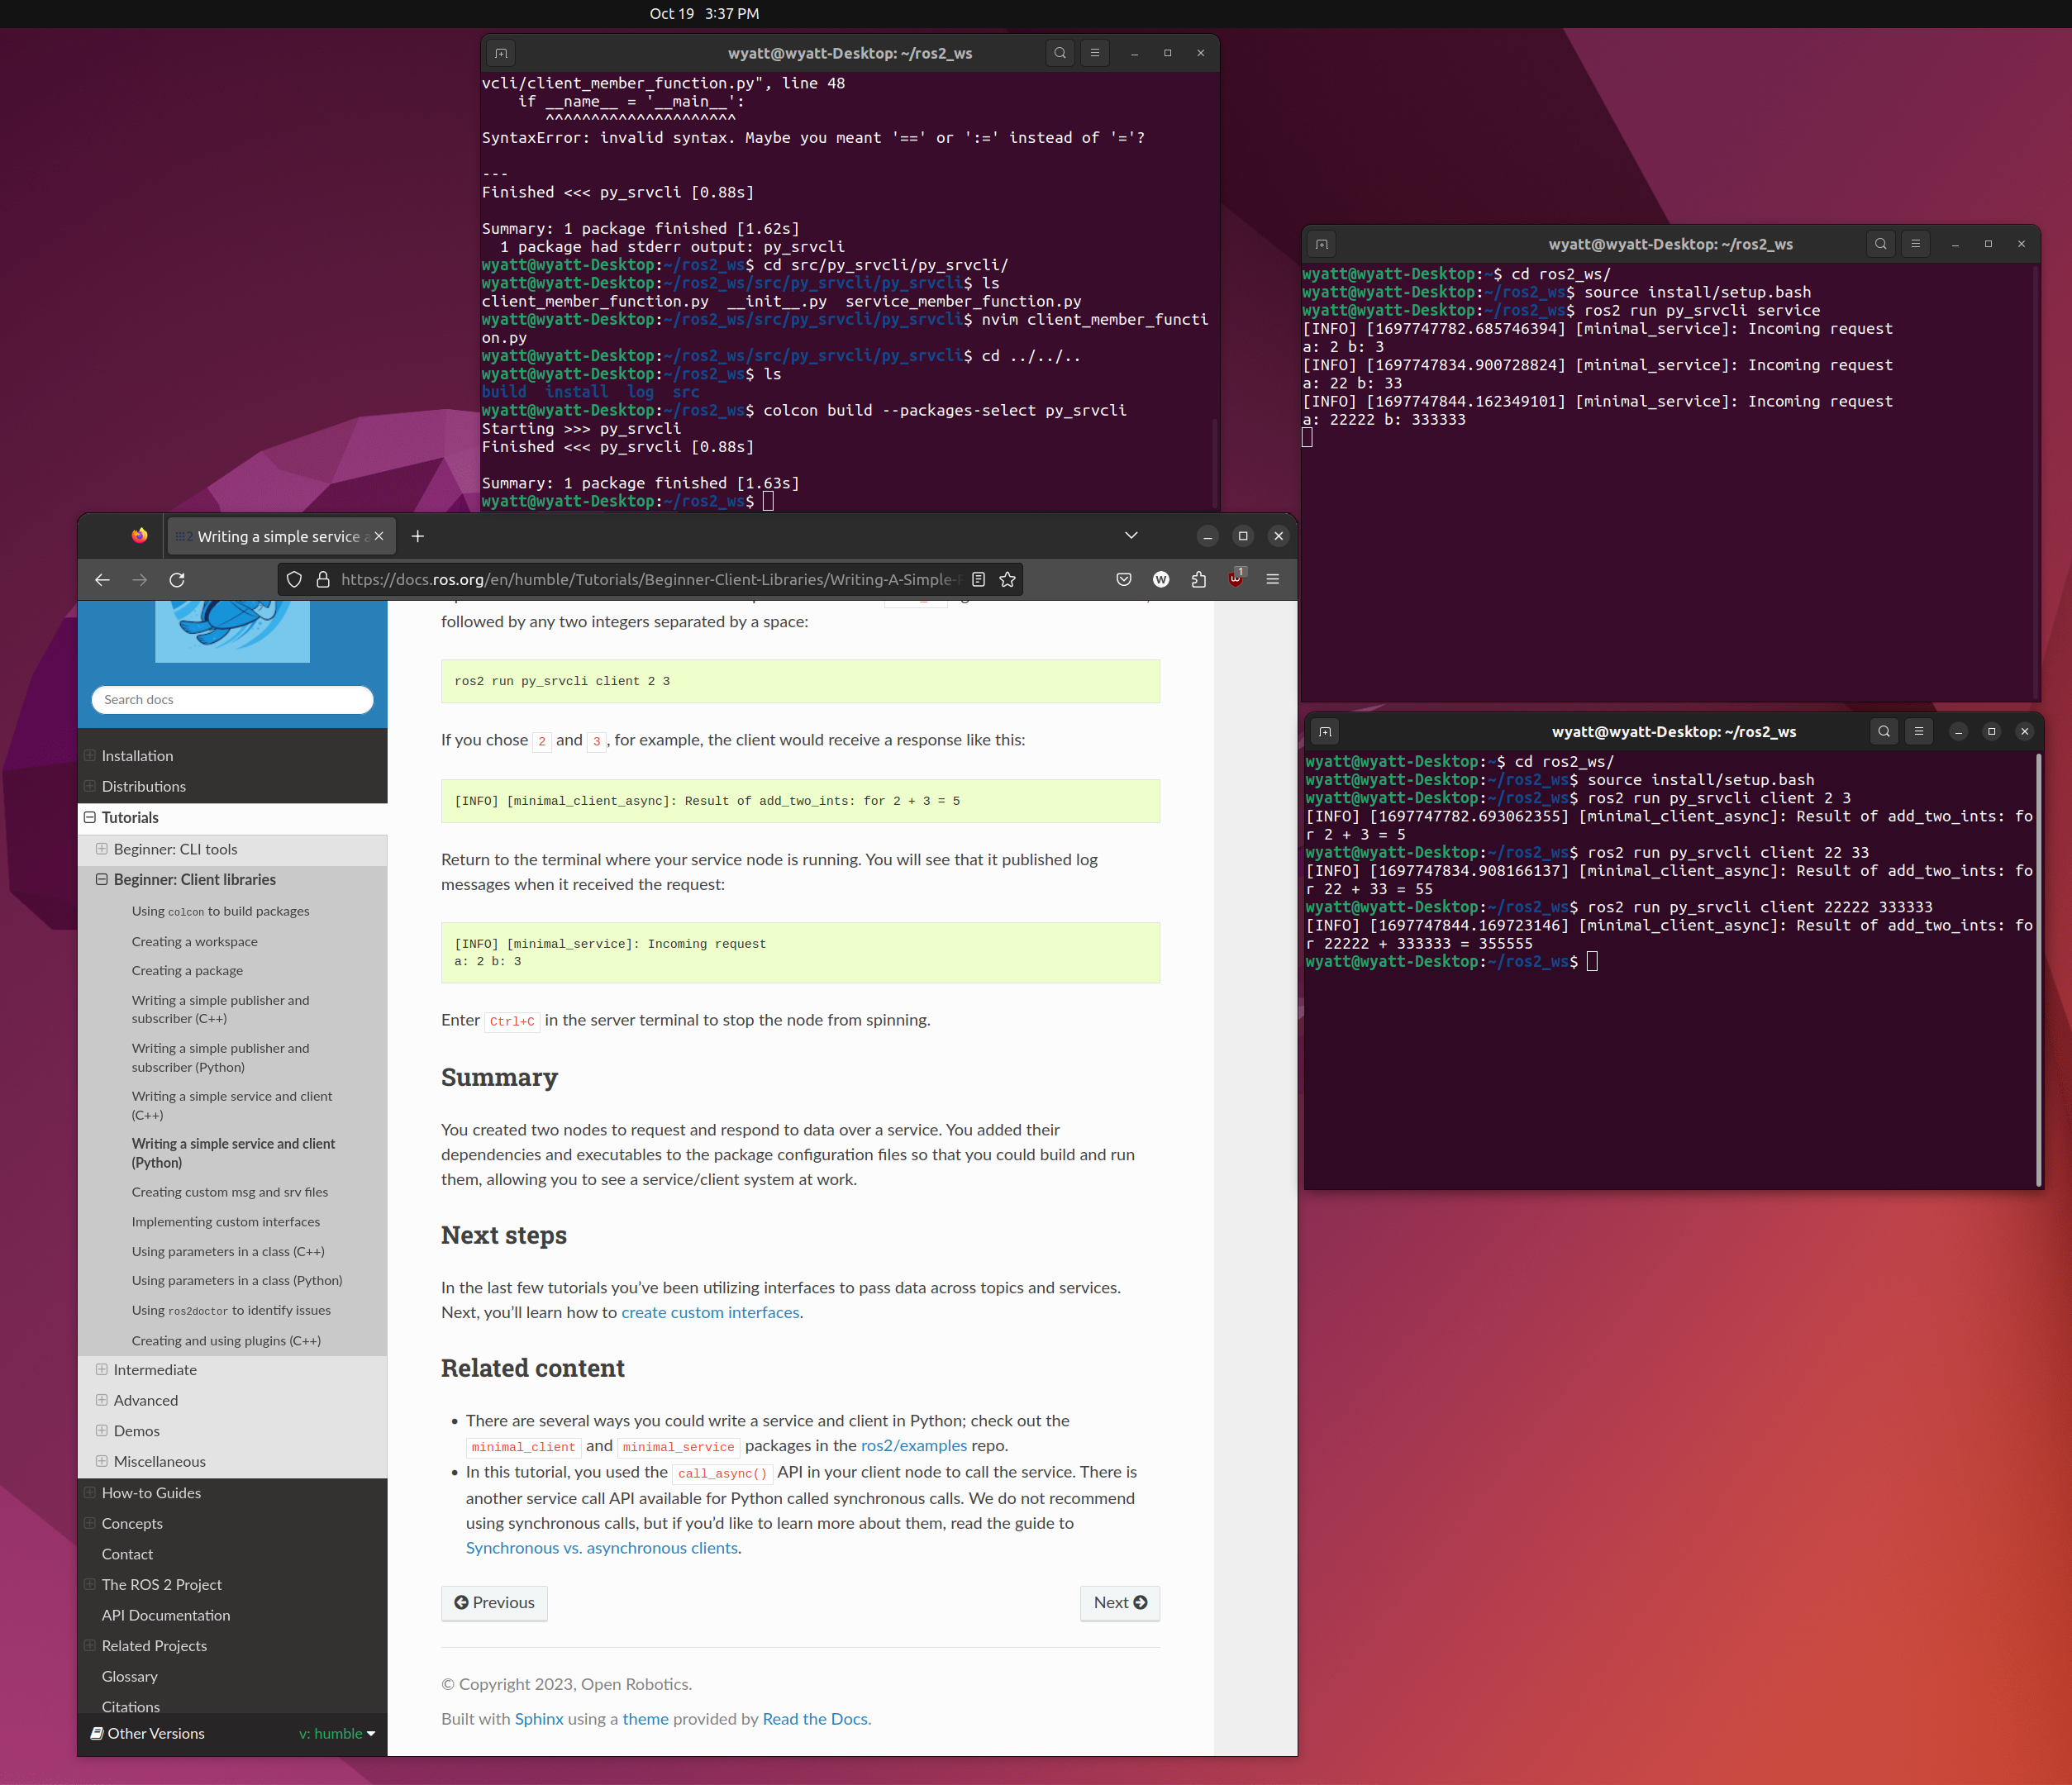 Oct 19 3:37 PM
wyatt@wyatt-Desktop: ~/ros2_ws
vcli/client_member_function.py", line 48
    if __name__ = '__main__':
       ^^^^^^^^^^^^^^^^^^^^^
SyntaxError: invalid syntax. Maybe you meant '==' or ':=' instead of '='?
---
Finished <<< py_srvcli [0.88s]
Summary: 1 package finished [1.62s]
  1 package had stderr output: py_srvcli
wyatt@wyatt-Desktop:~/ros2_ws$ cd src/py_srvcli/py_srvcli/
wyatt@wyatt-Desktop:~/ros2_ws/src/py_srvcli/py_srvcli$ ls
client_member_function.py  __init__.py  service_member_function.py
wyatt@wyatt-Desktop:~/ros2_ws/src/py_srvcli/py_srvcli$ nvim client_member_functi
on.py
wyatt@wyatt-Desktop:~/ros2_ws/src/py_srvcli/py_srvcli$ cd ../../..
wyatt@wyatt-Desktop:~/ros2_ws$ ls
build  install  log  src
wyatt@wyatt-Desktop:~/ros2_ws$ colcon build --packages-select py_srvcli
Starting >>> py_srvcli
Finished <<< py_srvcli [0.88s]
Summary: 1 package finished [1.63s]
wyatt@wyatt-Desktop:~/ros2_ws$
wyatt@wyatt-Desktop: ~/ros2_ws
wyatt@wyatt-Desktop:~$ cd ros2_ws/
wyatt@wyatt-Desktop:~/ros2_ws$ source install/setup.bash
wyatt@wyatt-Desktop:~/ros2_ws$ ros2 run py_srvcli service
[INFO] [1697747782.685746394] [minimal_service]: Incoming request
a: 2 b: 3
[INFO] [1697747834.900728824] [minimal_service]: Incoming request
a: 22 b: 33
[INFO] [1697747844.162349101] [minimal_service]: Incoming request
a: 22222 b: 333333
wyatt@wyatt-Desktop: ~/ros2_ws
wyatt@wyatt-Desktop:~$ cd ros2_ws/
wyatt@wyatt-Desktop:~/ros2_ws$ source install/setup.bash
wyatt@wyatt-Desktop:~/ros2_ws$ ros2 run py_srvcli client 2 3
[INFO] [1697747782.693062355] [minimal_client_async]: Result of add_two_ints: fo
r 2 + 3 = 5
wyatt@wyatt-Desktop:~/ros2_ws$ ros2 run py_srvcli client 22 33
[INFO] [1697747834.908166137] [minimal_client_async]: Result of add_two_ints: fo
r 22 + 33 = 55
wyatt@wyatt-Desktop:~/ros2_ws$ ros2 run py_srvcli client 22222 333333
[INFO] [1697747844.169723146] [minimal_client_async]: Result of add_two_ints: fo
r 22222 + 333333 = 355555
wyatt@wyatt-Desktop:~/ros2_ws$
Writing a simple service a
https://docs.ros.org/en/humble/Tutorials/Beginner-Client-Libraries/Writing-A-Simple-
W
1
Search docs
Installation
Distributions
Tutorials
Beginner: CLI tools
Beginner: Client libraries
Using colcon to build packages
Creating a workspace
Creating a package
Writing a simple publisher and
subscriber (C++)
Writing a simple publisher and
subscriber (Python)
Writing a simple service and client
(C++)
Writing a simple service and client
(Python)
Creating custom msg and srv files
Implementing custom interfaces
Using parameters in a class (C++)
Using parameters in a class (Python)
Using ros2doctor to identify issues
Creating and using plugins (C++)
Intermediate
Advanced
Demos
Miscellaneous
How-to Guides
Concepts
Contact
The ROS 2 Project
API Documentation
Related Projects
Glossary
Citations
Other Versions
v: humble
followed by any two integers separated by a space:
ros2 run py_srvcli client 2 3
If you chose 2 and 3, for example, the client would receive a response like this:
[INFO] [minimal_client_async]: Result of add_two_ints: for 2 + 3 = 5
Return to the terminal where your service node is running. You will see that it published log
messages when it received the request:
[INFO] [minimal_service]: Incoming request
a: 2 b: 3
Enter Ctrl+C in the server terminal to stop the node from spinning.
Summary
You created two nodes to request and respond to data over a service. You added their
dependencies and executables to the package configuration files so that you could build and run
them, allowing you to see a service/client system at work.
Next steps
In the last few tutorials you’ve been utilizing interfaces to pass data across topics and services.
Next, you’ll learn how to create custom interfaces.
Related content
• There are several ways you could write a service and client in Python; check out the
minimal_client and minimal_service packages in the ros2/examples repo.
• In this tutorial, you used the call_async() API in your client node to call the service. There is
another service call API available for Python called synchronous calls. We do not recommend
using synchronous calls, but if you’d like to learn more about them, read the guide to
Synchronous vs. asynchronous clients.
Previous
Next
© Copyright 2023, Open Robotics.
Built with Sphinx using a theme provided by Read the Docs.